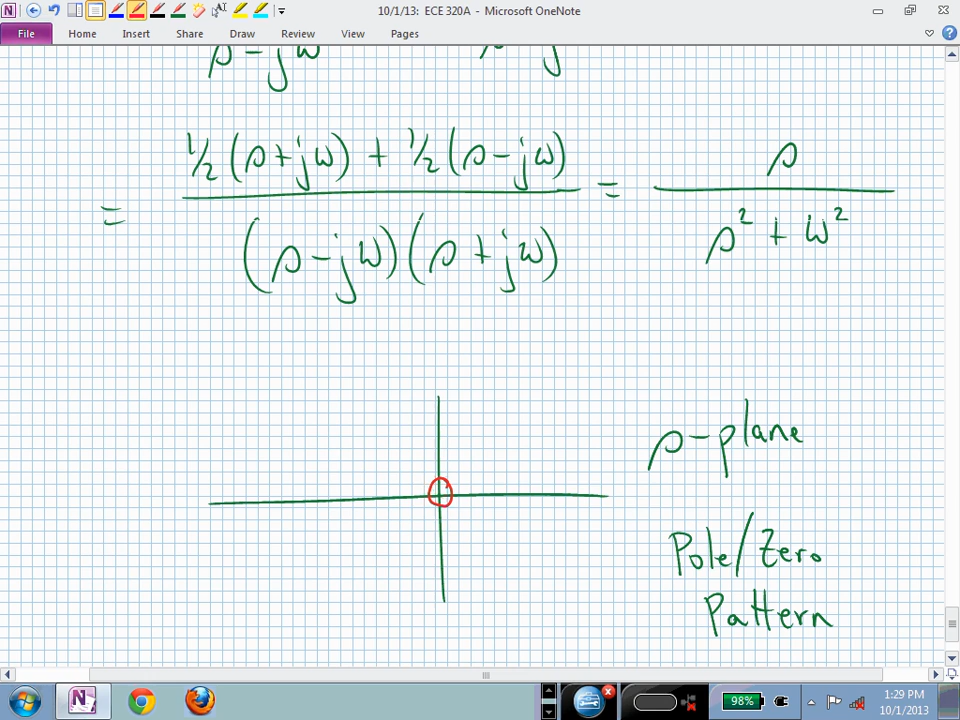 10/1/13: ECE 320A - Microsoft OneNote
File Home Insert Share Draw Review View Pages
s-jω s+j
= ½(s+jω) + ½(s-jω) / (s-jω)(s+jω) = s / s² + ω²
s-plane
Pole/Zero
Pattern
98%
1:29 PM
10/1/2013